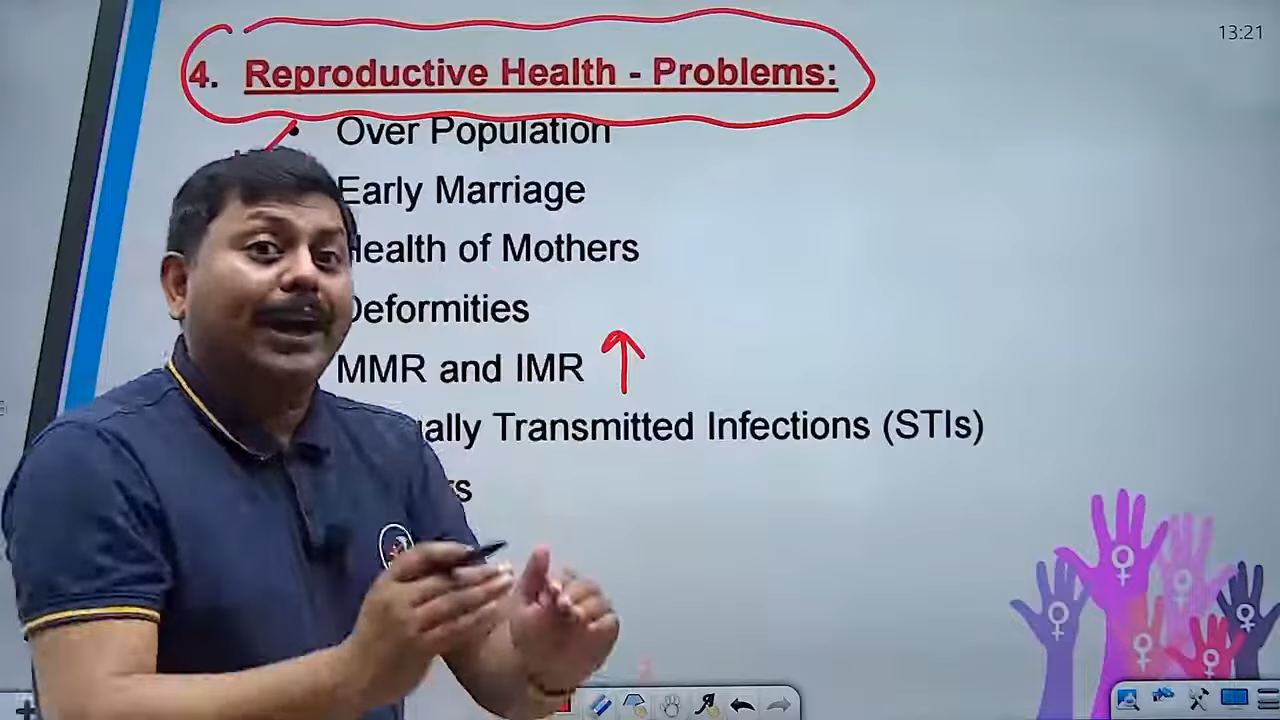 13:21
4. Reproductive Health - Problems:
• Over Population
Early Marriage
Health of Mothers
Deformities
MMR and IMR ↑
Transmitted Infections (STIs)